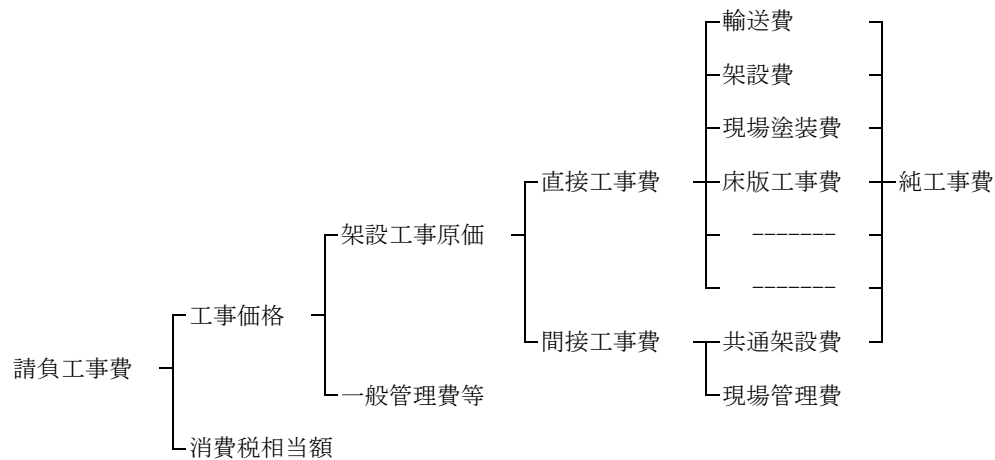 輸送費
架設費
現場塗装費
直接工事費 床版工事費 純工事費
架設工事原価 -------
-------
工事価格
間接工事費 共通架設費
請負工事費
一般管理費等 現場管理費
消費税相当額